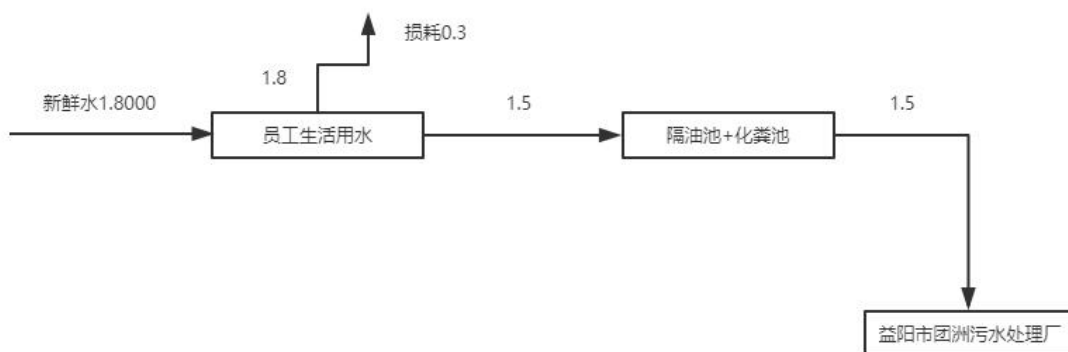 损耗0.3
1.8
新鲜水1.8000
1.5
1.5
员工生活用水
隔油池+化粪池
益阳市团洲污水处理厂